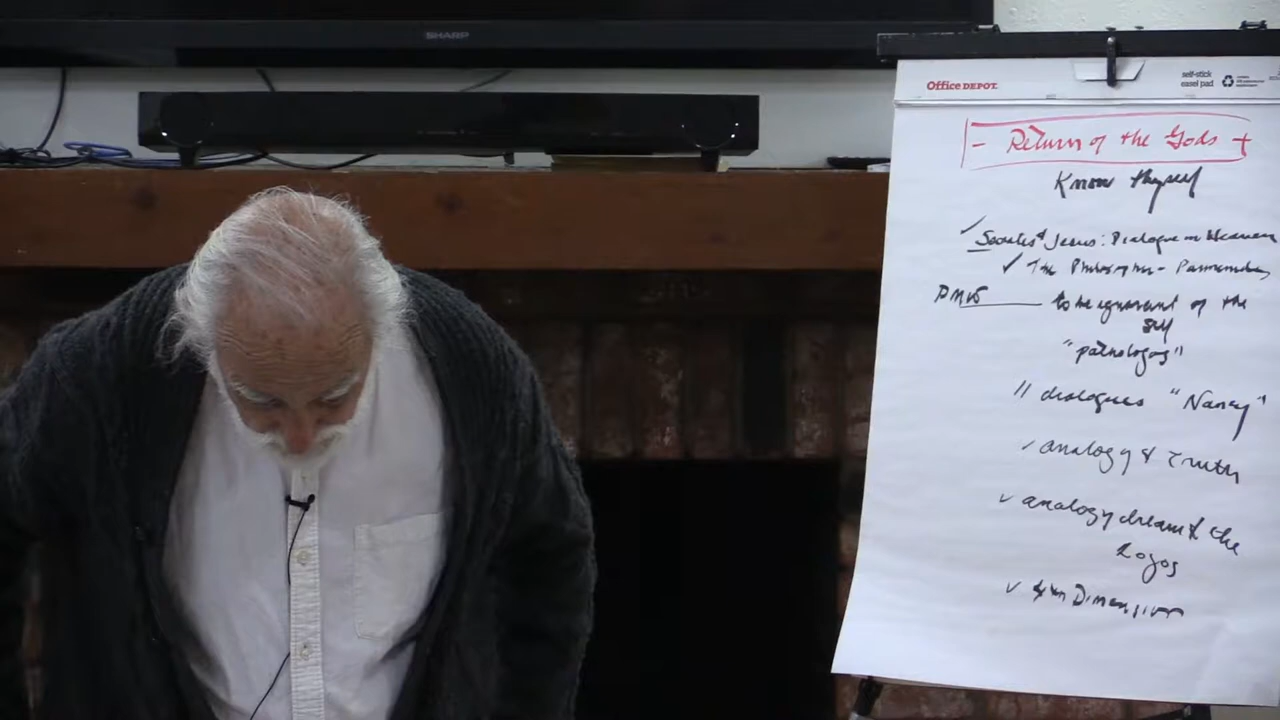 SHARP
Office DEPOT
self-stick
easel pad
- Return of the Gods +
Know thyself
✓ Socrates & Jesus: Dialogue in Heaven
✓ The Philosopher - Parmenides
to be ignorant of the
self
"pathologos"
// dialogues "Nancy"
✓ analogy & Truth
✓ analogy dream & the
Logos
✓ 4th Dimension